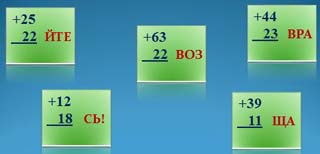 +25
22 ЙТЕ
+63
22 ВОЗ
+44
23 ВРА
+12
18 СЬ!
+39
11 ЩА